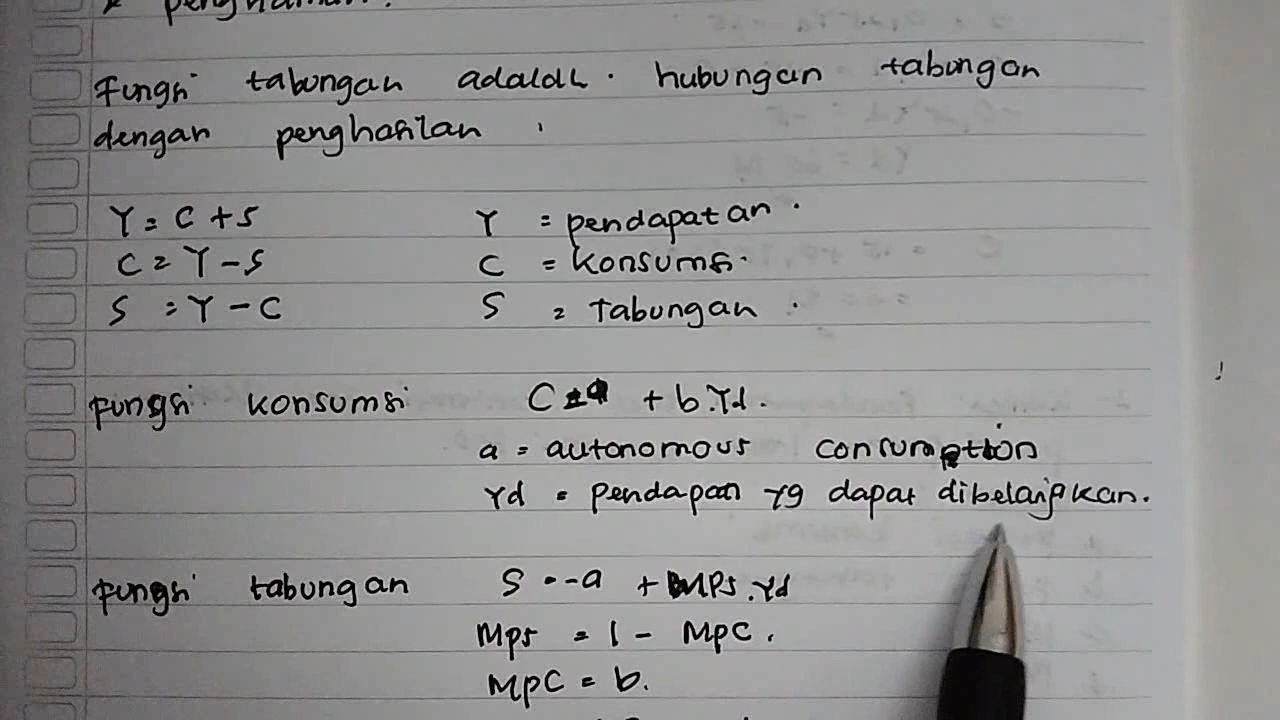 Fungsi tabungan adalah . hubungan tabungan
dengan penghasilan
Y = C + S Y = pendapatan .
C = Y - S C = konsumsi .
S = Y - C S = Tabungan .
Fungsi konsumsi C = a + b.Yd.
a = autonomous consumption
Yd = pendapan yg dapat dibelanjakan.
Fungsi tabungan S = -a + MPS.Yd
Mps = 1 - MpC.
MpC = b.